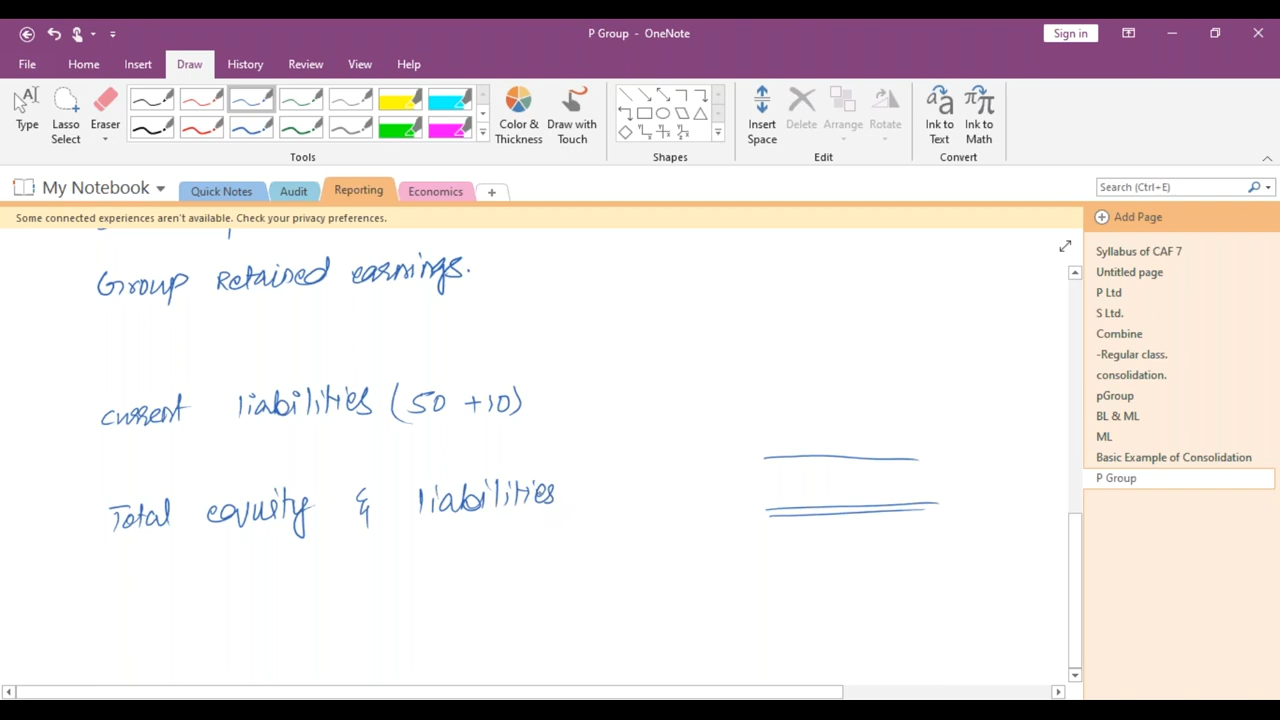 P Group - OneNote
Sign in
File Home Insert Draw History Review View Help
Type
Lasso Select
Eraser
Color & Thickness
Draw with Touch
Insert Space
Delete
Arrange
Rotate
Ink to Text
Ink to Math
Tools
Shapes
Edit
Convert
My Notebook
Quick Notes
Audit
Reporting
Economics
Search (Ctrl+E)
Some connected experiences aren't available. Check your privacy preferences.
Add Page
Group Retained earnings.
current liabilities (50 +10)
Total equity & liabilities
Syllabus of CAF 7
Untitled page
P Ltd
S Ltd.
Combine
-Regular class.
consolidation.
pGroup
BL & ML
ML
Basic Example of Consolidation
P Group